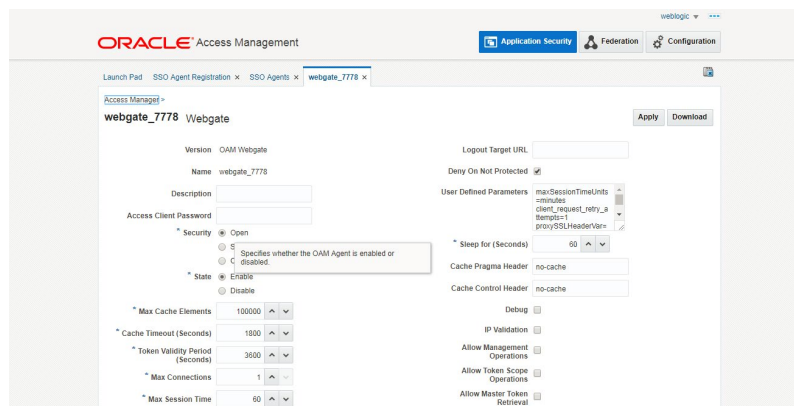 weblogic
ORACLE Access Management
Application Security
Federation
Configuration
Launch Pad
SSO Agent Registration ×
SSO Agents ×
webgate_7778 ×
Access Manager >
webgate_7778 Webgate
Apply
Download
Version OAM Webgate
Name webgate_7778
Description
Access Client Password
* Security Open
S
C
Specifies whether the OAM Agent is enabled or
disabled.
* State Enable
Disable
* Max Cache Elements 100000
* Cache Timeout (Seconds) 1800
* Token Validity Period
(Seconds) 3600
* Max Connections 1
* Max Session Time 60
Logout Target URL
Deny On Not Protected
User Defined Parameters
maxSessionTimeUnits
=minutes
client_request_retry_a
ttempts=1
proxySSLHeaderVar=
* Sleep for (Seconds) 60
Cache Pragma Header no-cache
Cache Control Header no-cache
Debug
IP Validation
Allow Management
Operations
Allow Token Scope
Operations
Allow Master Token
Retrieval